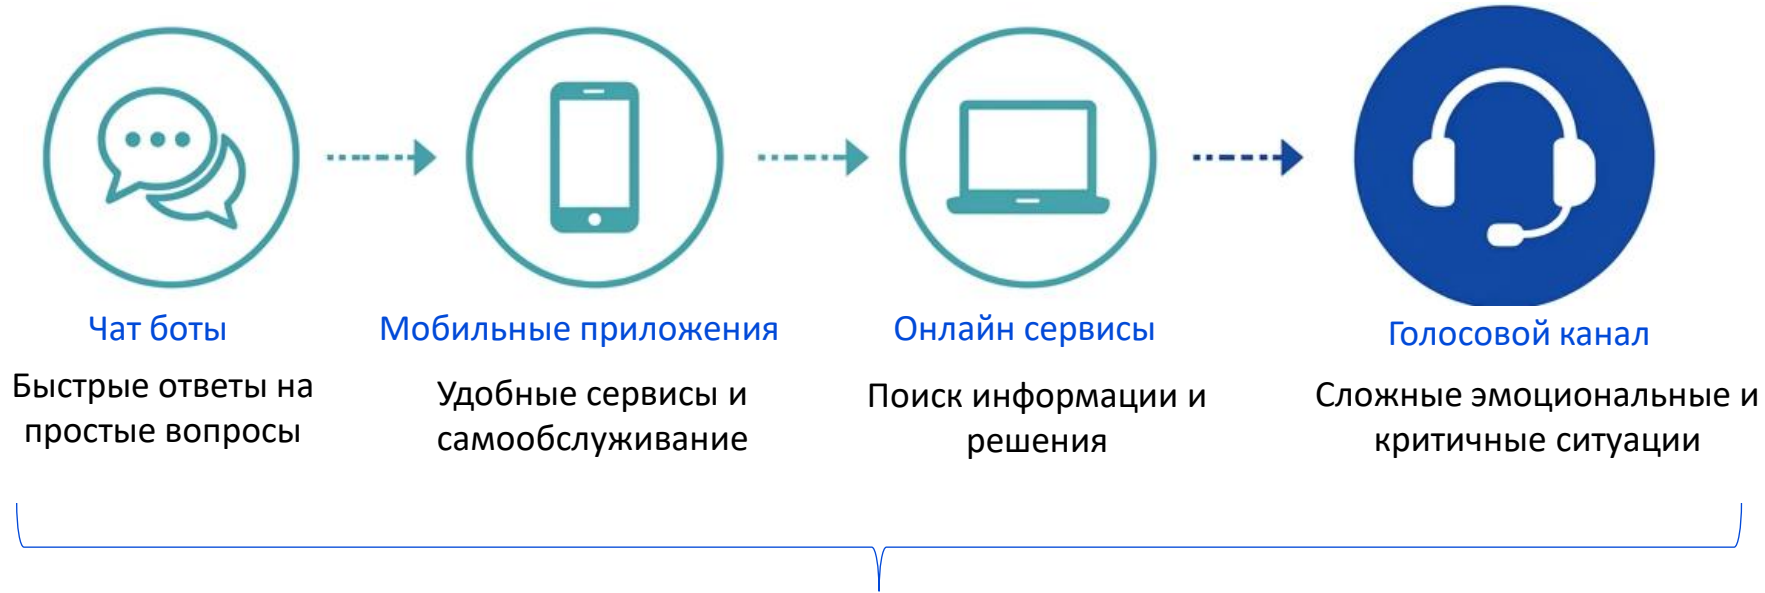 Чат боты
Быстрые ответы на
простые вопросы
Мобильные приложения
Удобные сервисы и
самообслуживание
Онлайн сервисы
Поиск информации и
решения
Голосовой канал
Сложные эмоциональные и
критичные ситуации